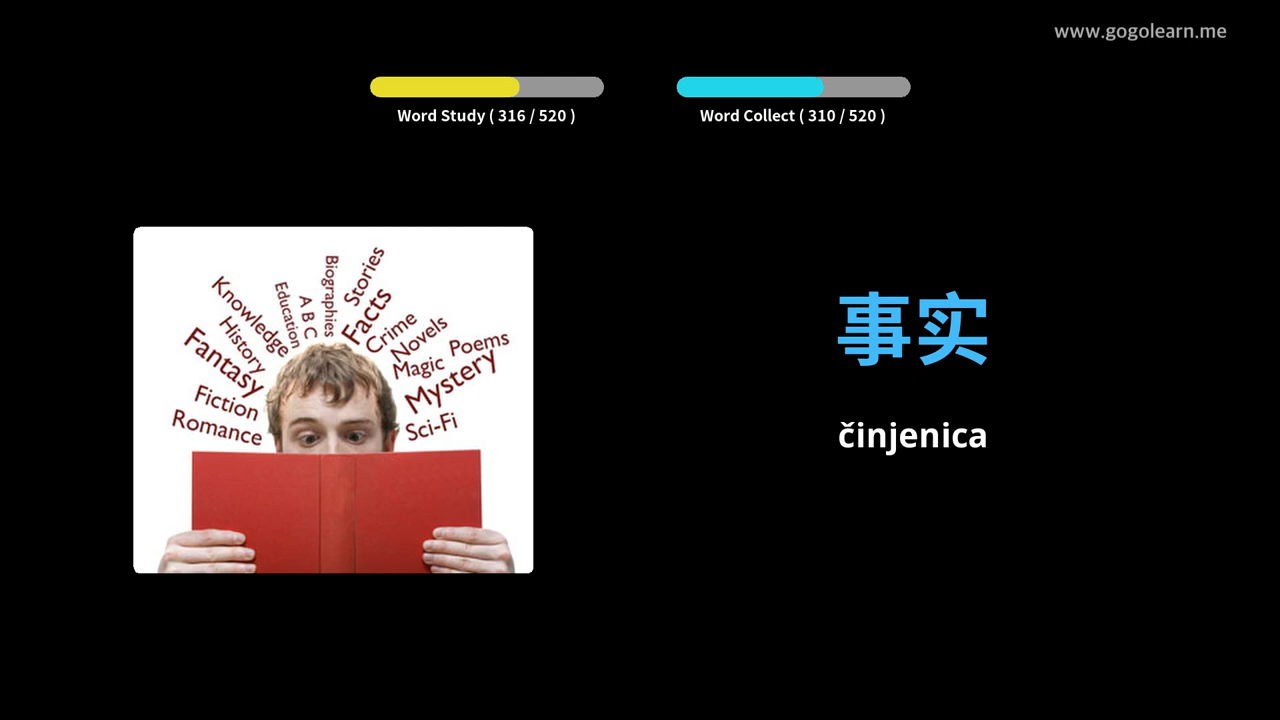 www.gogolearn.me
Word Study ( 316 / 520 )
Word Collect ( 310 / 520 )
Knowledge
History
Fantasy
Fiction
Romance
Education
A B C
Biographies
Stories
Facts
Crime
Novels
Magic
Poems
Mystery
Sci-Fi
事实
činjenica